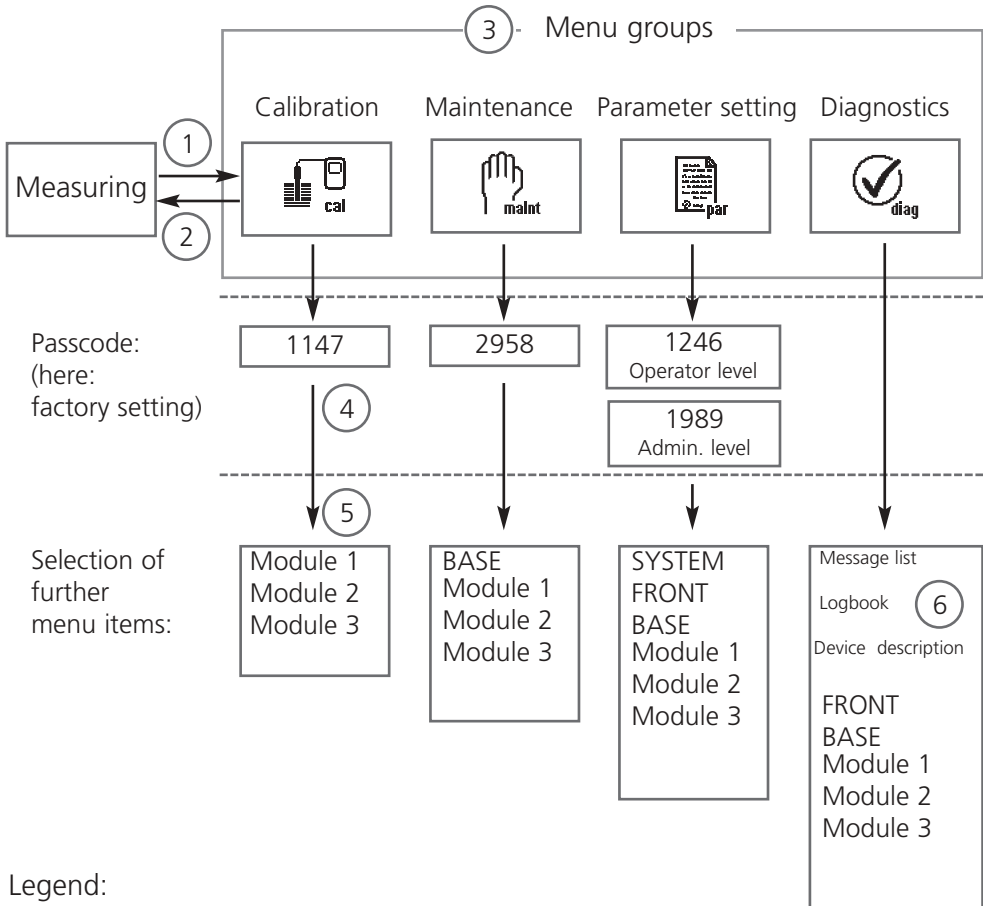 3 Menu groups
Calibration Maintenance Parameter setting Diagnostics
1
Measuring
2
cal
maint
par
diag
Passcode:
(here:
factory setting)
1147
2958
1246
Operator level
1989
Admin. level
4
5
Selection of
further
menu items:
Module 1
Module 2
Module 3
BASE
Module 1
Module 2
Module 3
SYSTEM
FRONT
BASE
Module 1
Module 2
Module 3
Message list
Logbook 6
Device description
FRONT
BASE
Module 1
Module 2
Module 3
Legend: